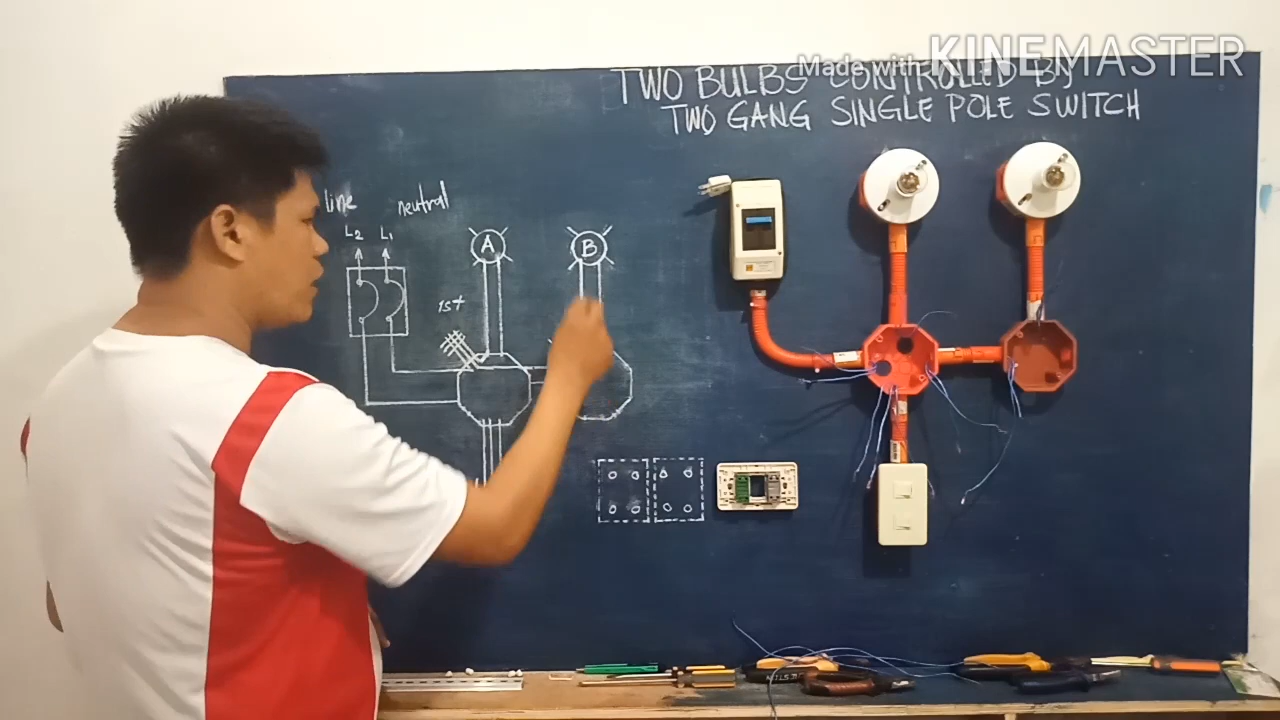 Made with KINEMASTER
TWO BULBS CONTROLLED BY
TWO GANG SINGLE POLE SWITCH
line neutral
L2 L1
A B
1st